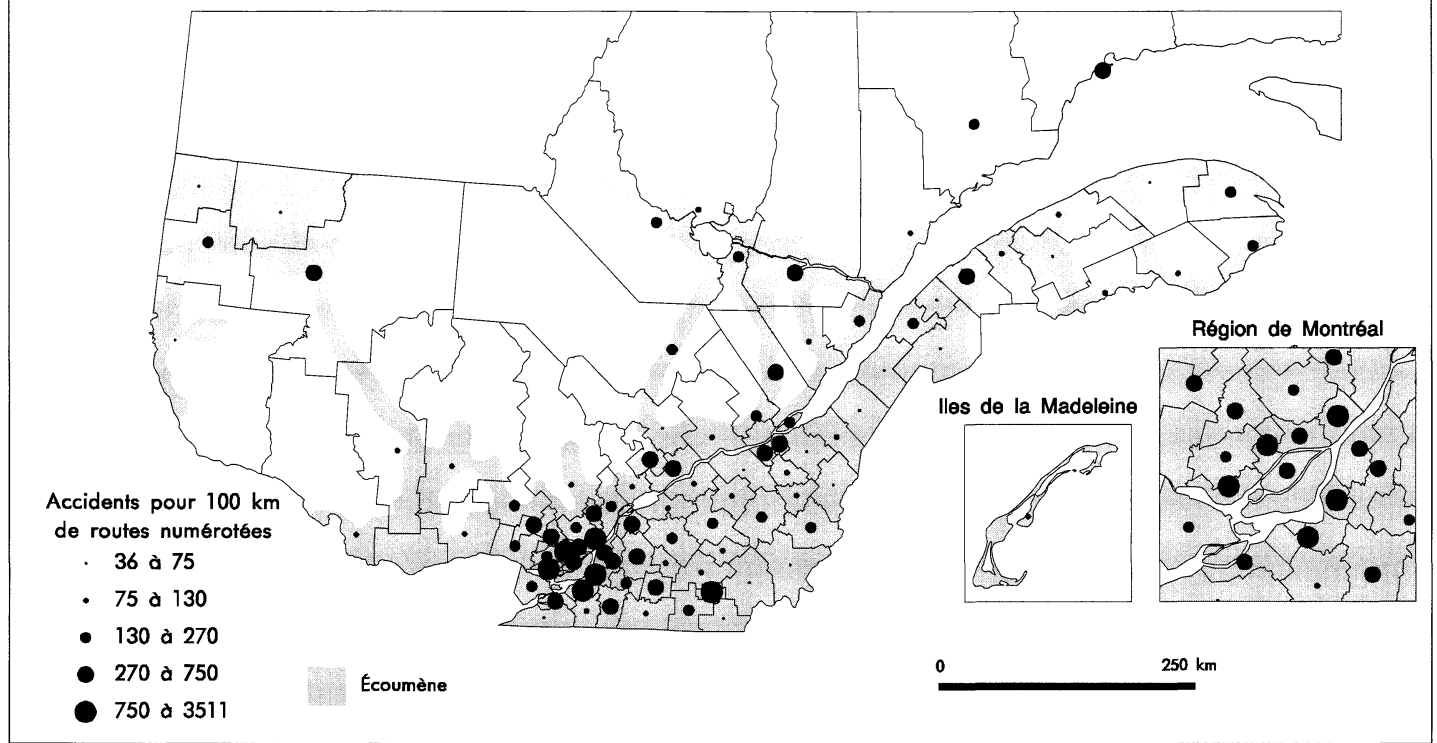 Région de Montréal
Iles de la Madeleine
Accidents pour 100 km
de routes numérotées
36 à 75
75 à 130
130 à 270
270 à 750
750 à 3511
Écoumène
0 250 km